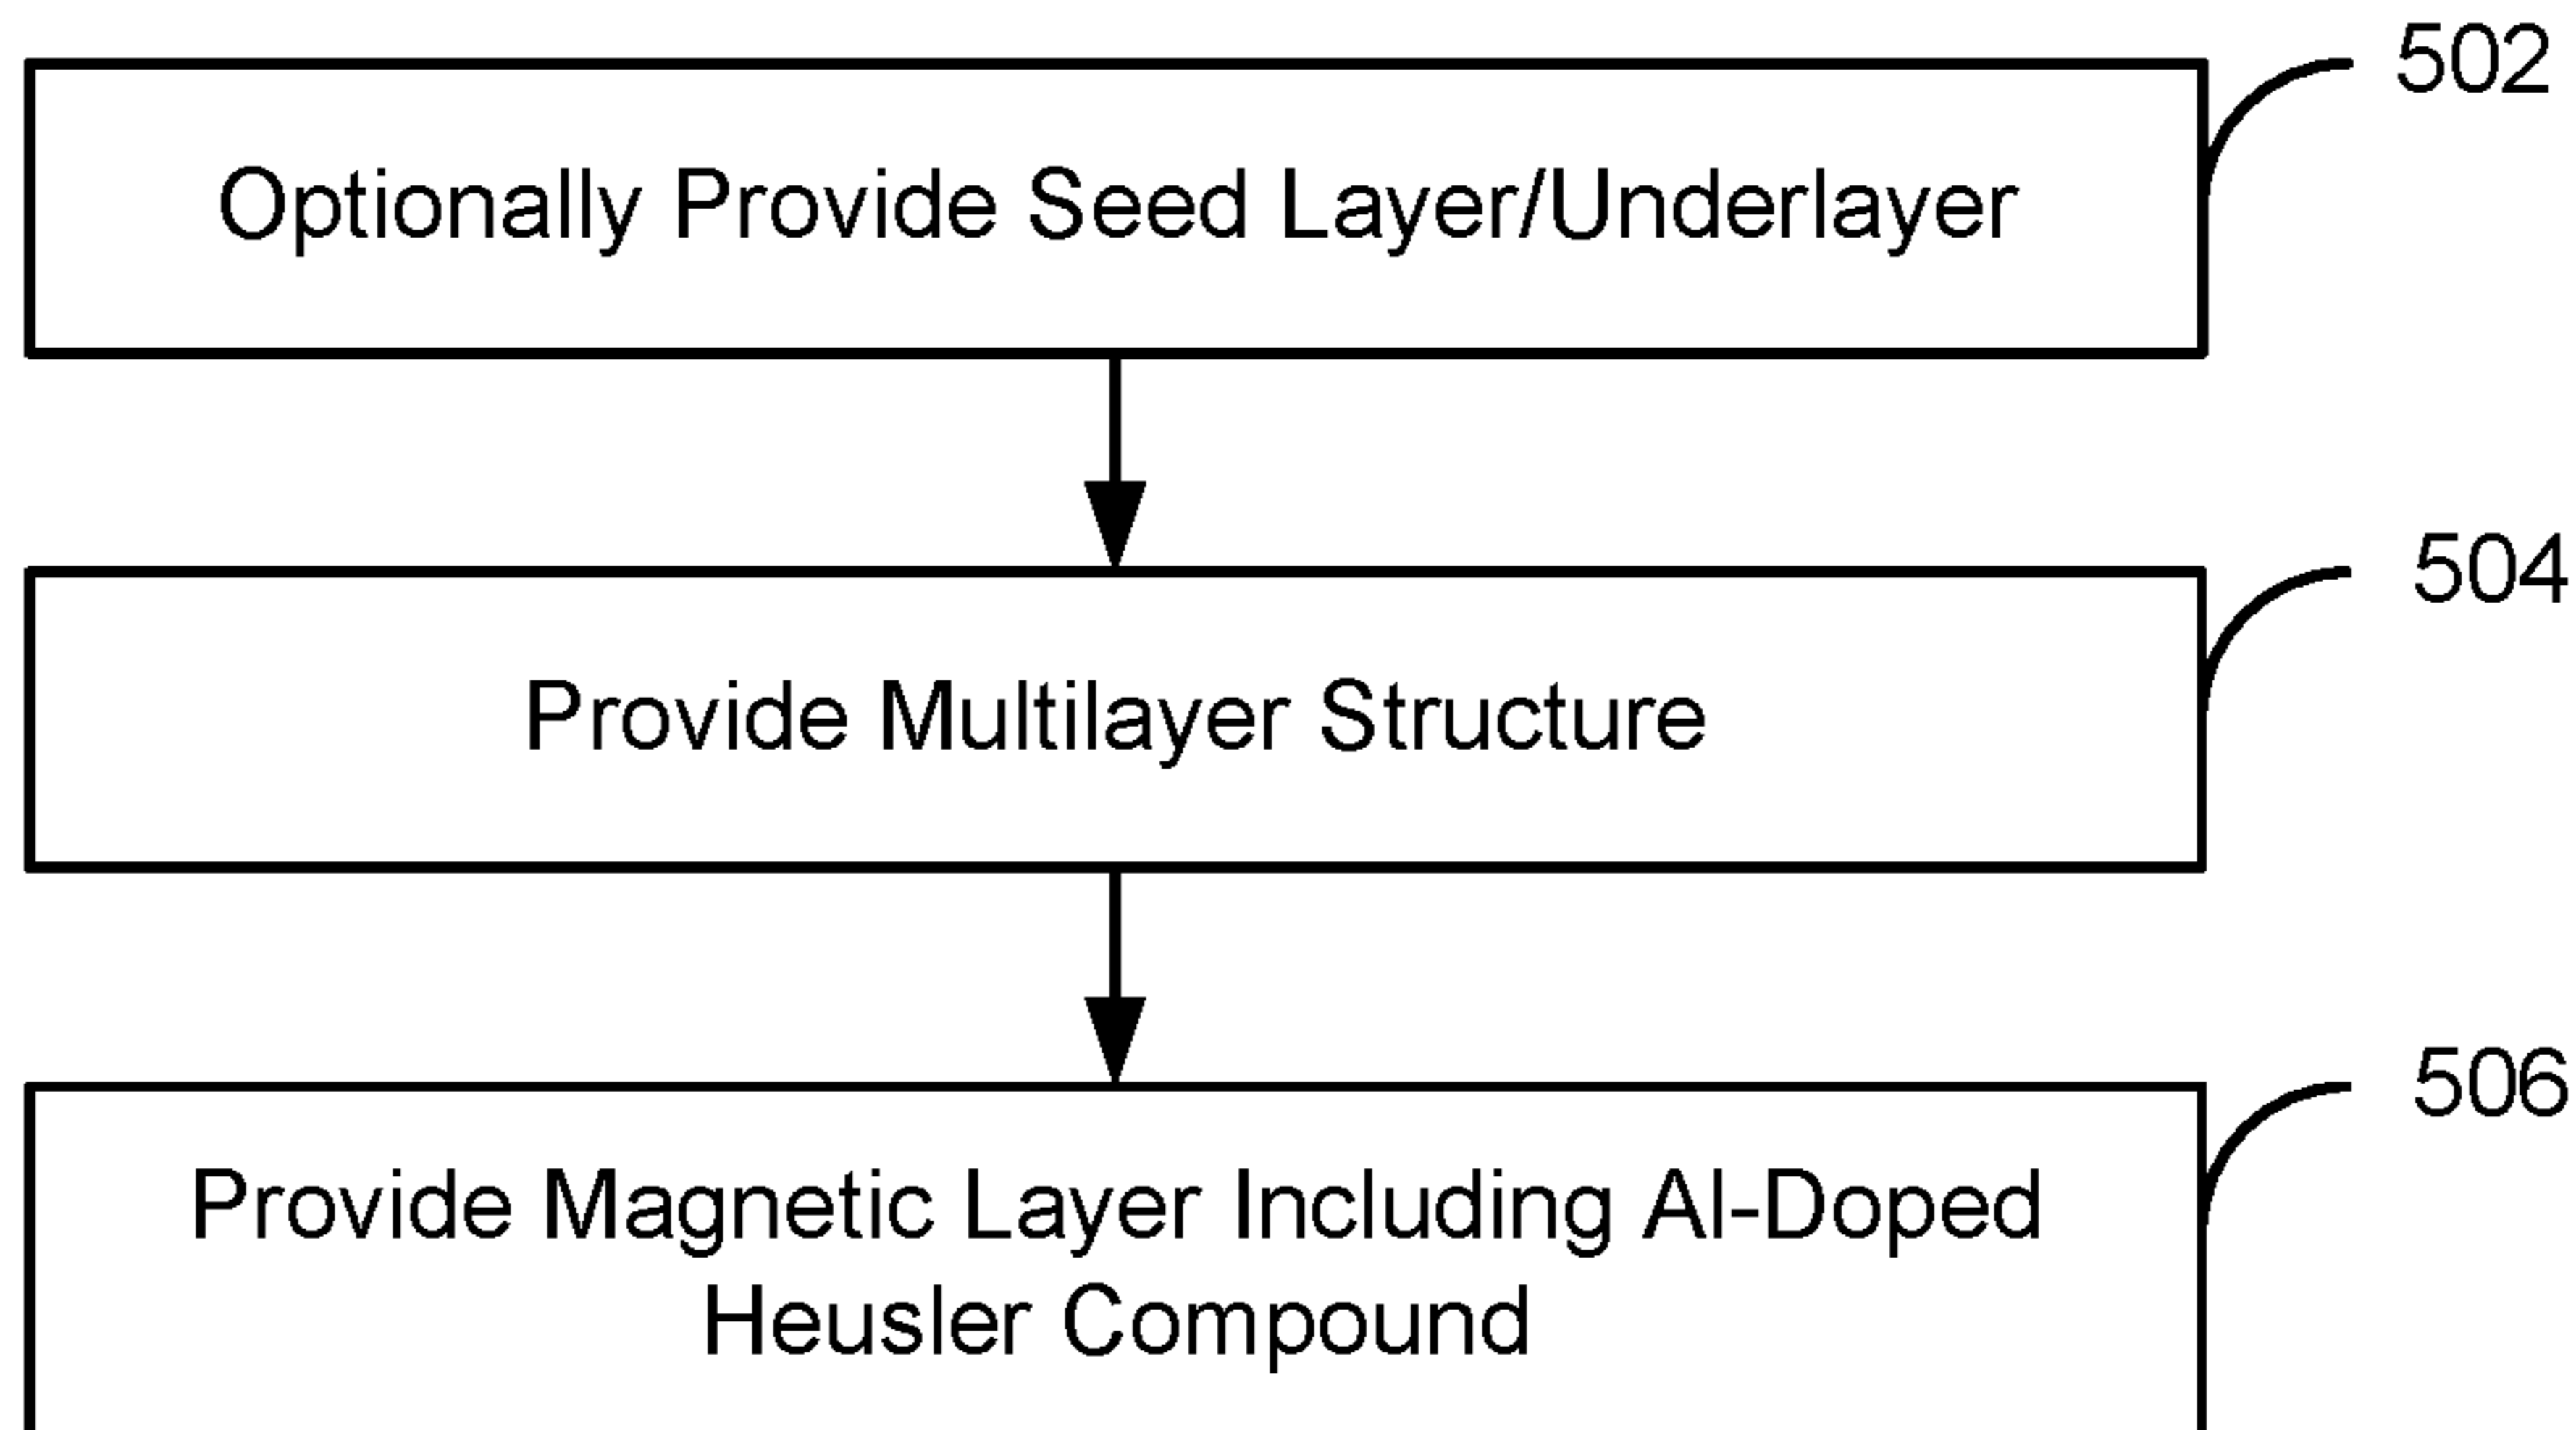 502
Optionally Provide Seed Layer/Underlayer
504
Provide Multilayer Structure
506
Provide Magnetic Layer Including Al-Doped
Heusler Compound